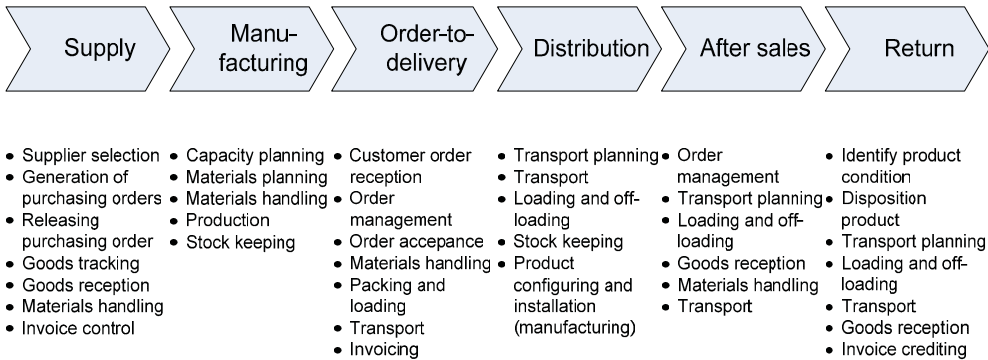 Supply
Manu-
facturing
Order-to-
delivery
Distribution
After sales
Return
• Supplier selection
• Generation of
purchasing orders
• Releasing
purchasing order
• Goods tracking
• Goods reception
• Materials handling
• Invoice control
• Capacity planning
• Materials planning
• Materials handling
• Production
• Stock keeping
• Customer order
reception
• Order
management
• Order accepance
• Materials handling
• Packing and
loading
• Transport
• Invoicing
• Transport planning
• Transport
• Loading and off-
loading
• Stock keeping
• Product
configuring and
installation
(manufacturing)
• Order
management
• Transport planning
• Loading and off-
loading
• Goods reception
• Materials handling
• Transport
• Identify product
condition
• Disposition
product
• Transport planning
• Loading and off-
loading
• Transport
• Goods reception
• Invoice crediting